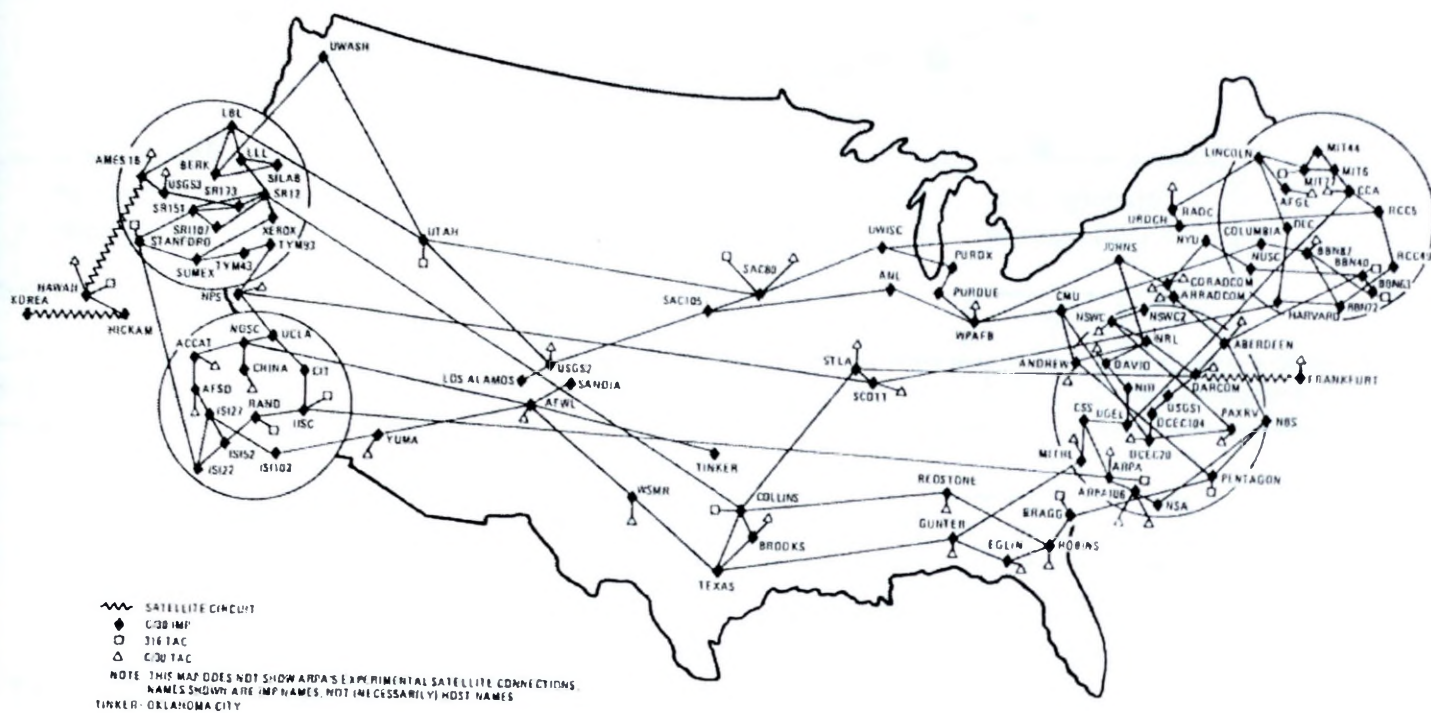 UWASH
LBL
AMES16
BERK
LLL
USGS3
SILAB
SRI73
SRI2
SRI51
SRI107
XEROX
STANFORD
TYM93
SUMEX
TYM43
HAWAII
NPS
KOREA
HICKAM
NOSC
UCLA
ACCAT
CHINA
CIT
AFSD
RAND
ISI27
IISC
ISI52
ISI22
ISI103
UTAH
YUMA
LOS ALAMOS
USGS2
SANDIA
AFWL
SAC80
SAC105
UWISC
PURDX
ANL
PURDUE
WPAFB
STLA
SCO11
TINKER
WSMR
COLLINS
BROOKS
TEXAS
REDSTONE
GUNTER
EGLIN
ROBINS
BRAGG
LINCOLN
MIT44
MIT6
MIT77
CCA
AFGL
RADC
UROCH
RCC5
COLUMBIA
DEC
NYU
NUSC
BBN87
BBN40
RCC49
BBN63
JOHNS
CORADCOM
ARRADCOM
HARVARD
BBN72
CMU
NSWC
NSWC2
NRL
ABERDEEN
ANDREW
DAVID
DARCOM
FRANKFURT
NIH
USGS1
CSS
UGEL
DCEC104
PAXRV
NBS
MITRE
DCEC20
ARPA
PENTAGON
ARPA106
NSA
SATELLITE CIRCUIT
C/30 IMP
316 TAC
C/30 TAC
NOTE: THIS MAP DOES NOT SHOW ARPA'S EXPERIMENTAL SATELLITE CONNECTIONS.
NAMES SHOWN ARE IMP NAMES, NOT (NECESSARILY) HOST NAMES
TINKER - OKLAHOMA CITY